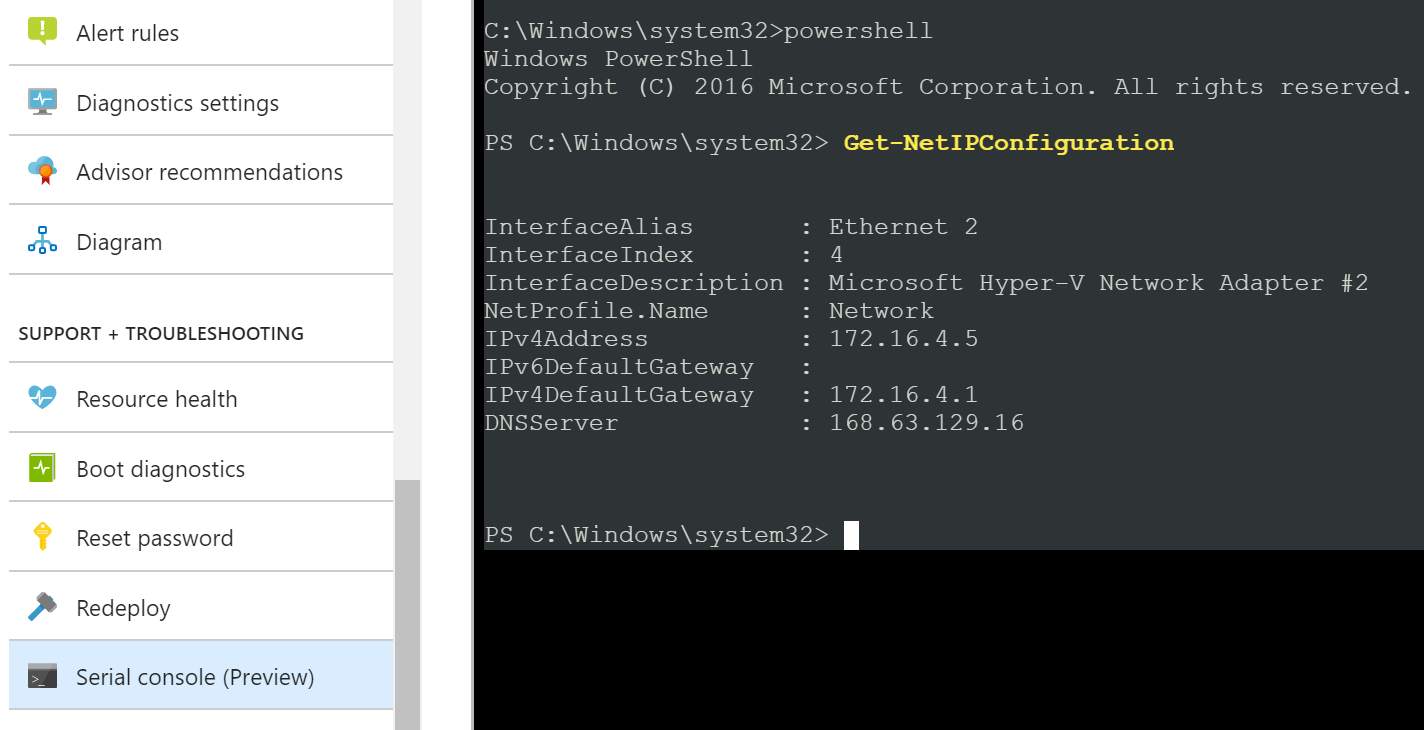 Alert rules
Diagnostics settings
Advisor recommendations
Diagram
SUPPORT + TROUBLESHOOTING
Resource health
Boot diagnostics
Reset password
Redeploy
>_ Serial console (Preview)
C:\Windows\system32>powershell
Windows PowerShell
Copyright (C) 2016 Microsoft Corporation. All rights reserved.
PS C:\Windows\system32> Get-NetIPConfiguration
InterfaceAlias       : Ethernet 2
InterfaceIndex       : 4
InterfaceDescription : Microsoft Hyper-V Network Adapter #2
NetProfile.Name      : Network
IPv4Address          : 172.16.4.5
IPv6DefaultGateway   :
IPv4DefaultGateway   : 172.16.4.1
DNSServer            : 168.63.129.16
PS C:\Windows\system32>